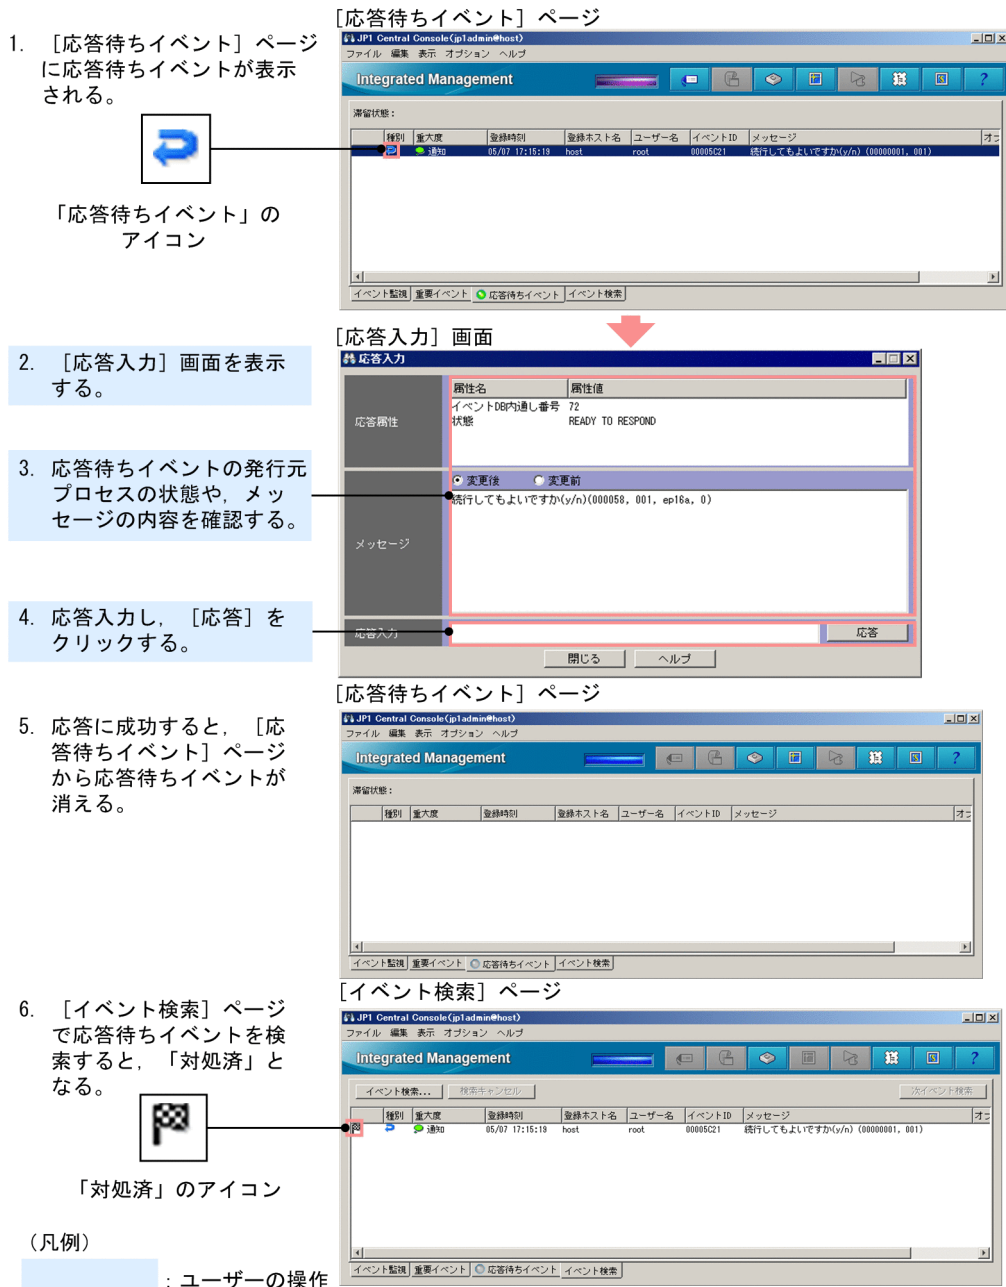 ［応答待ちイベント］ページ
1. ［応答待ちイベント］ページ
に応答待ちイベントが表示
される。
「応答待ちイベント」の
アイコン
JP1 Central Console(jp1admin@host)
ファイル 編集 表示 オプション ヘルプ
Integrated Management
滞留状態：
種別 重大度 登録時刻 登録ホスト名 ユーザー名 イベントID メッセージ オプ
通知 05/07 17:15:19 host root 00005C21 続行してもよいですか(y/n) (00000001, 001)
イベント監視 重要イベント 応答待ちイベント イベント検索
［応答入力］画面
2. ［応答入力］画面を表示
する。
3. 応答待ちイベントの発行元
プロセスの状態や，メッ
セージの内容を確認する。
4. 応答入力し，［応答］を
クリックする。
応答入力
応答属性
属性名 属性値
イベントDB内通し番号 72
状態 READY TO RESPOND
メッセージ
変更後 変更前
続行してもよいですか(y/n)(000058, 001, ep16a, 0)
応答入力 応答
閉じる ヘルプ
［応答待ちイベント］ページ
5. 応答に成功すると，［応
答待ちイベント］ページ
から応答待ちイベントが
消える。
JP1 Central Console(jp1admin@host)
ファイル 編集 表示 オプション ヘルプ
Integrated Management
滞留状態：
種別 重大度 登録時刻 登録ホスト名 ユーザー名 イベントID メッセージ オプ
イベント監視 重要イベント 応答待ちイベント イベント検索
［イベント検索］ページ
6. ［イベント検索］ページ
で応答待ちイベントを検
索すると，「対処済」と
なる。
「対処済」のアイコン
JP1 Central Console(jp1admin@host)
ファイル 編集 表示 オプション ヘルプ
Integrated Management
イベント検索... 検索キャンセル 次イベント検索
種別 重大度 登録時刻 登録ホスト名 ユーザー名 イベントID メッセージ オプ
通知 05/07 17:15:19 host root 00005C21 続行してもよいですか(y/n) (00000001, 001)
イベント監視 重要イベント 応答待ちイベント イベント検索
（凡例）
：ユーザーの操作